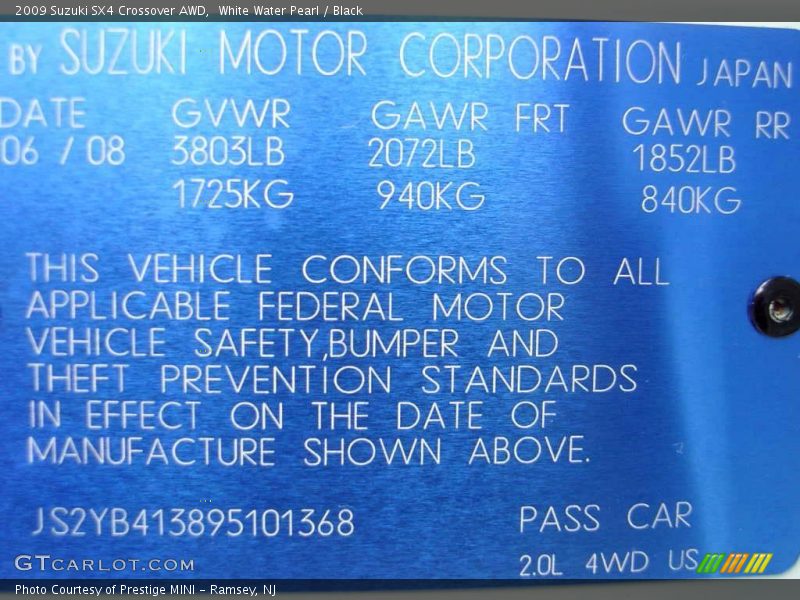 2009 Suzuki SX4 Crossover AWD, White Water Pearl / Black
BY SUZUKI MOTOR CORPORATION JAPAN
DATE GVWR GAWR FRT GAWR RR
06 / 08 3803LB 2072LB 1852LB
1725KG 940KG 840KG
THIS VEHICLE CONFORMS TO ALL
APPLICABLE FEDERAL MOTOR
VEHICLE SAFETY,BUMPER AND
THEFT PREVENTION STANDARDS
IN EFFECT ON THE DATE OF
MANUFACTURE SHOWN ABOVE.
JS2YB413895101368 PASS CAR
2.0L 4WD US
GTCARLOT.COM
Photo Courtesy of Prestige MINI - Ramsey, NJ